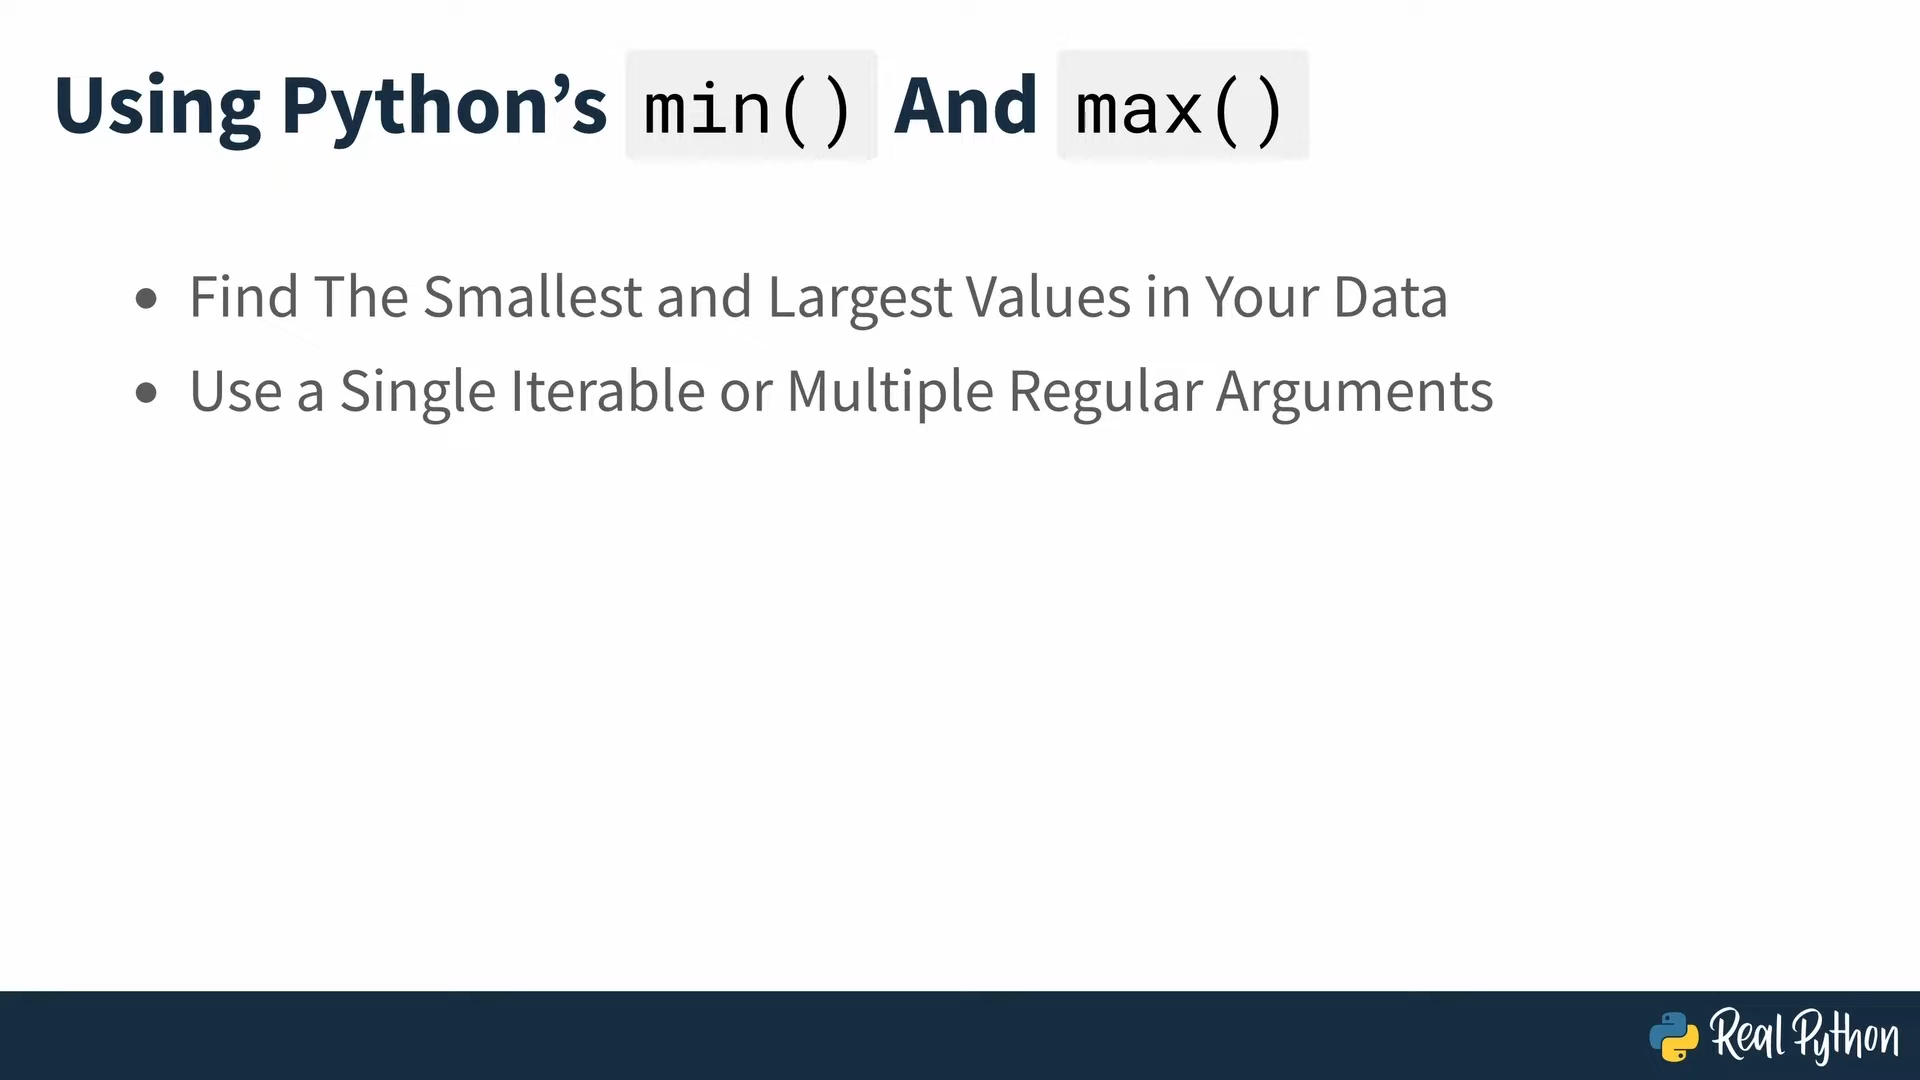 Using Python’s min() And max()
• Find The Smallest and Largest Values in Your Data
• Use a Single Iterable or Multiple Regular Arguments
Real Python